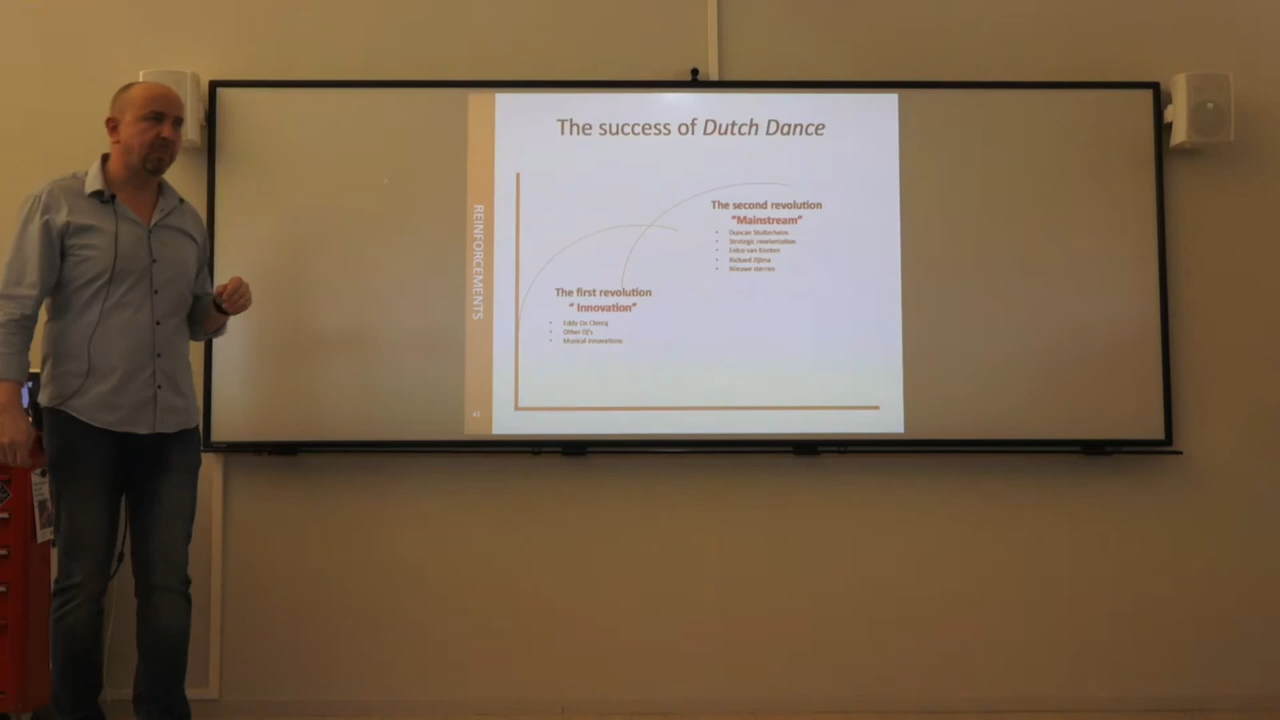 The success of Dutch Dance
REINFORCEMENTS
The second revolution
"Mainstream"
• Duncan Stutterheim
• Strategic reorientation
• Eelco van Kooten
• Richard Zijlma
• Nieuwe sterren
The first revolution
" Innovation"
• Eddy De Clercq
• Other DJ's
• Musical innovations